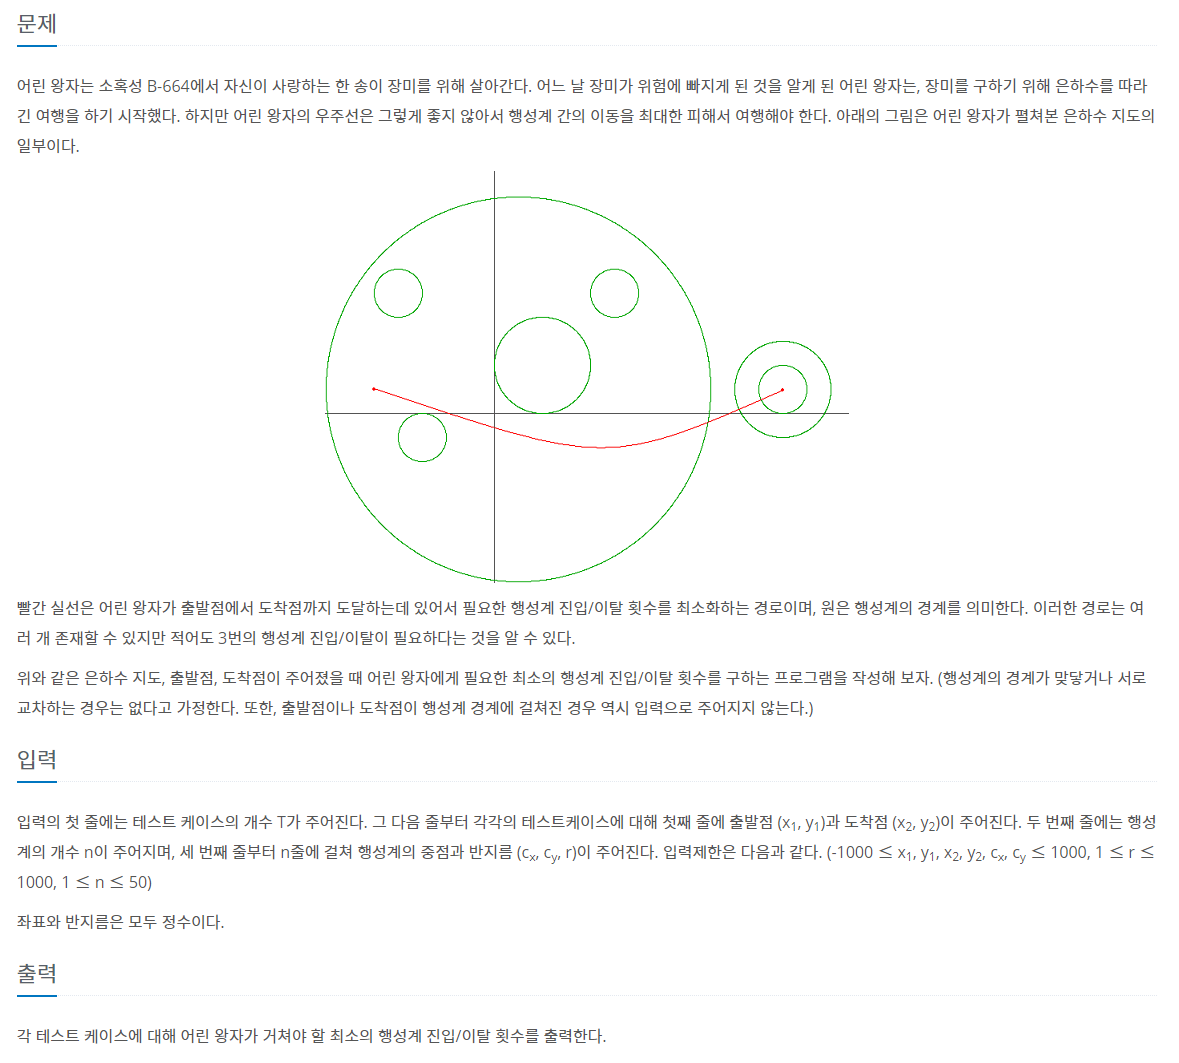 문제
어린 왕자는 소혹성 B-664에서 자신이 사랑하는 한 송이 장미를 위해 살아간다. 어느 날 장미가 위험에 빠지게 된 것을 알게 된 어린 왕자는, 장미를 구하기 위해 은하수를 따라
긴 여행을 하기 시작했다. 하지만 어린 왕자의 우주선은 그렇게 좋지 않아서 행성계 간의 이동을 최대한 피해서 여행해야 한다. 아래의 그림은 어린 왕자가 펼쳐본 은하수 지도의
일부이다.
빨간 실선은 어린 왕자가 출발점에서 도착점까지 도달하는데 있어서 필요한 행성계 진입/이탈 횟수를 최소화하는 경로이며, 원은 행성계의 경계를 의미한다. 이러한 경로는 여
러 개 존재할 수 있지만 적어도 3번의 행성계 진입/이탈이 필요하다는 것을 알 수 있다.
위와 같은 은하수 지도, 출발점, 도착점이 주어졌을 때 어린 왕자에게 필요한 최소의 행성계 진입/이탈 횟수를 구하는 프로그램을 작성해 보자. (행성계의 경계가 맞닿거나 서로
교차하는 경우는 없다고 가정한다. 또한, 출발점이나 도착점이 행성계 경계에 걸쳐진 경우 역시 입력으로 주어지지 않는다.)
입력
입력의 첫 줄에는 테스트 케이스의 개수 T가 주어진다. 그 다음 줄부터 각각의 테스트케이스에 대해 첫째 줄에 출발점 (x₁, y₁)과 도착점 (x₂, y₂)이 주어진다. 두 번째 줄에는 행성
계의 개수 n이 주어지며, 세 번째 줄부터 n줄에 걸쳐 행성계의 중점과 반지름 (cₓ, c_y, r)이 주어진다. 입력제한은 다음과 같다. (-1000 ≤ x₁, y₁, x₂, y₂, cₓ, c_y ≤ 1000, 1 ≤ r ≤
1000, 1 ≤ n ≤ 50)
좌표와 반지름은 모두 정수이다.
출력
각 테스트 케이스에 대해 어린 왕자가 거쳐야 할 최소의 행성계 진입/이탈 횟수를 출력한다.